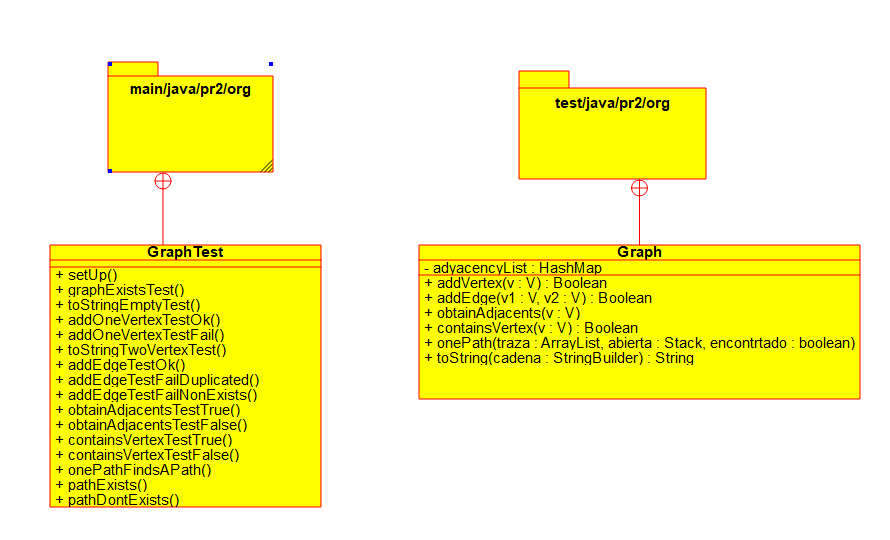 main/java/pr2/org
GraphTest
+ setUp()
+ graphExistsTest()
+ toStringEmptyTest()
+ addOneVertexTestOk()
+ addOneVertexTestFail()
+ toStringTwoVertexTest()
+ addEdgeTestOk()
+ addEdgeTestFailDuplicated()
+ addEdgeTestFailNonExists()
+ obtainAdjacentsTestTrue()
+ obtainAdjacentsTestFalse()
+ containsVertexTestTrue()
+ containsVertexTestFalse()
+ onePathFindsAPath()
+ pathExists()
+ pathDontExists()
test/java/pr2/org
Graph
- adyacencyList : HashMap
+ addVertex(v : V) : Boolean
+ addEdge(v1 : V, v2 : V) : Boolean
+ obtainAdjacents(v : V)
+ containsVertex(v : V) : Boolean
+ onePath(traza : ArrayList, abierta : Stack, encontrtado : boolean)
+ toString(cadena : StringBuilder) : String